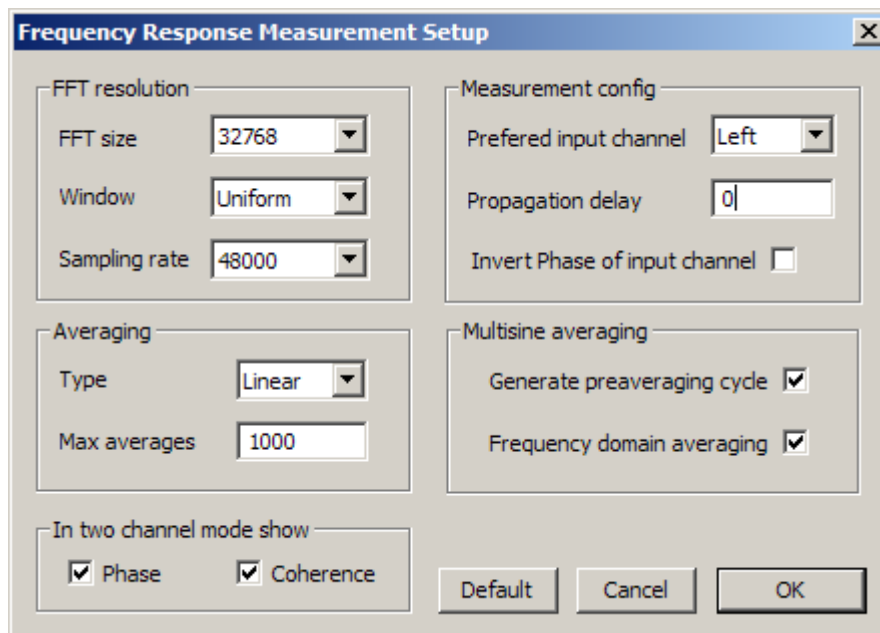 Frequency Response Measurement Setup
FFT resolution
FFT size 32768
Window Uniform
Sampling rate 48000
Measurement config
Prefered input channel Left
Propagation delay 0
Invert Phase of input channel
Averaging
Type Linear
Max averages 1000
Multisine averaging
Generate preaveraging cycle
Frequency domain averaging
In two channel mode show
Phase Coherence
Default Cancel OK